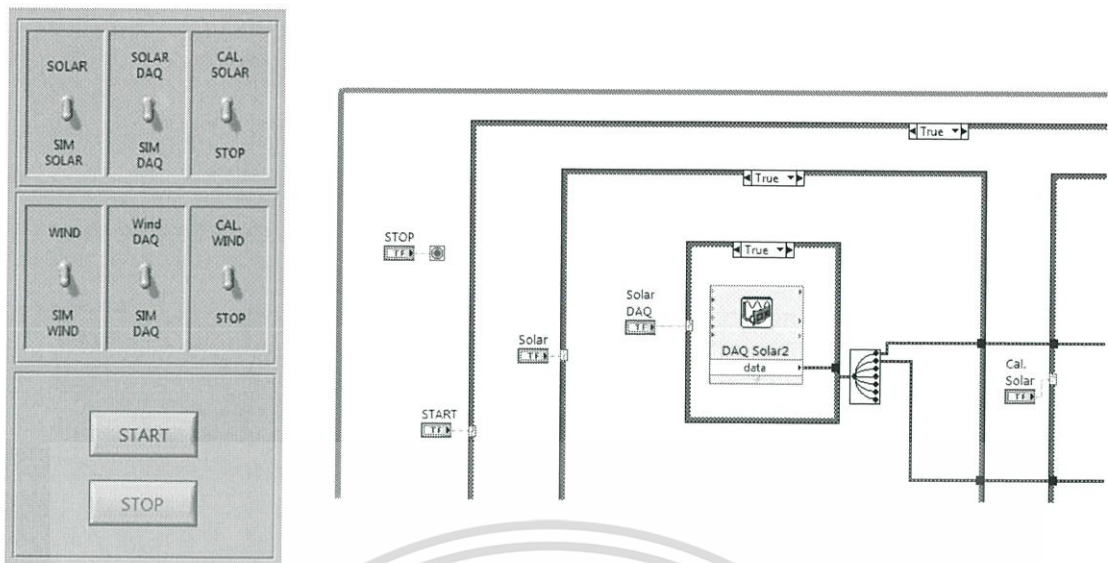 SOLAR
SIM
SOLAR
SOLAR
DAQ
SIM
DAQ
CAL.
SOLAR
STOP
WIND
SIM
WIND
Wind
DAQ
SIM
DAQ
CAL.
WIND
STOP
START
STOP
True
True
STOP
TF
True
Solar
DAQ
TF
DAQ Solar2
data
Solar
TF
Cal.
Solar
TF
START
TF